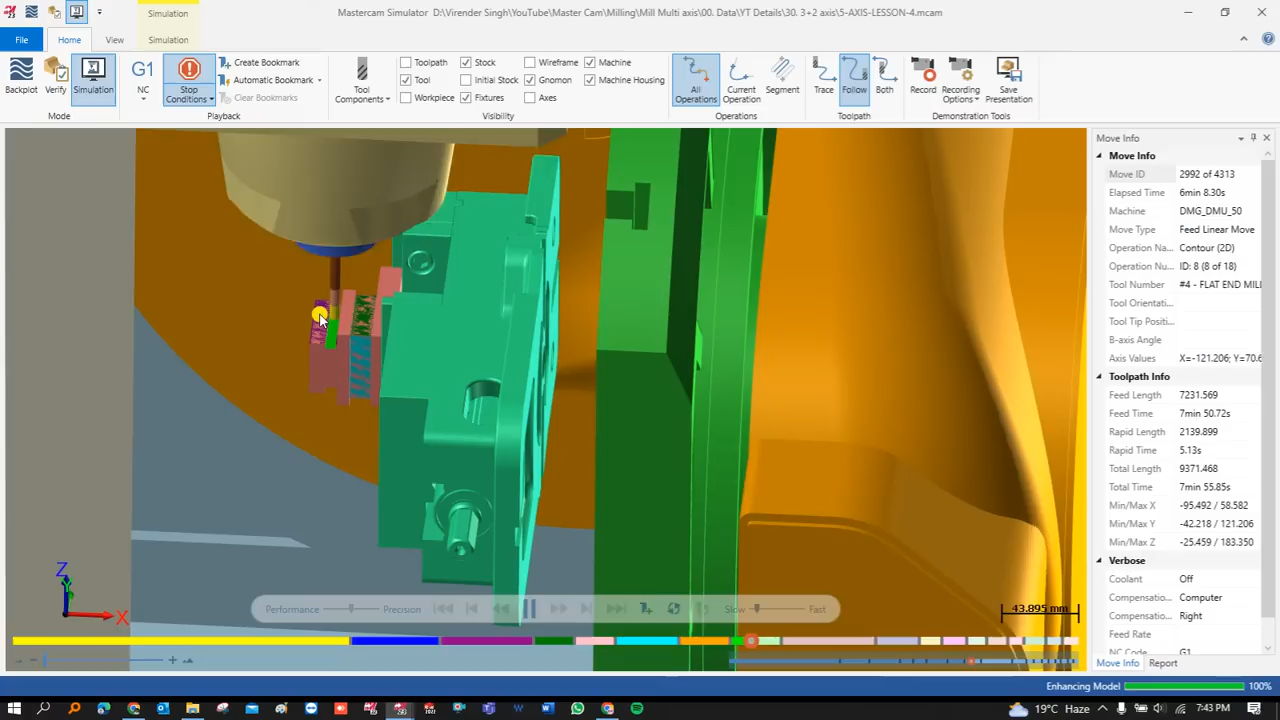 Simulation
Mastercam Simulator D:\Virender Singh\YouTube\Master Cam\Milling\Mill Multi axis\00. Data\YT Details\30. 3+2 axis\5-AXIS-LESSON-4.mcam
File
Home
View
Simulation
Backplot
Verify
Simulation
Mode
G1
NC
Stop
Conditions
Create Bookmark
Automatic Bookmark
Clear Bookmarks
Playback
Tool
Components
Toolpath
Stock
Wireframe
Machine
Tool
Initial Stock
Gnomon
Machine Housing
Workpiece
Fixtures
Axes
Visibility
All
Operations
Current
Operation
Segment
Operations
Trace
Follow
Both
Toolpath
Record
Recording
Options
Save
Presentation
Demonstration Tools
Z
X
Performance
Precision
Slow
Fast
43.895 mm
Move Info
Move Info
Move ID 2992 of 4313
Elapsed Time 6min 8.30s
Machine DMG_DMU_50
Move Type Feed Linear Move
Operation Na... Contour (2D)
Operation Nu... ID: 8 (8 of 18)
Tool Number #4 - FLAT END MIL
Tool Orientati...
Tool Tip Positi...
B-axis Angle
Axis Values X=-121.206; Y=70.6
Toolpath Info
Feed Length 7231.569
Feed Time 7min 50.72s
Rapid Length 2139.899
Rapid Time 5.13s
Total Length 9371.468
Total Time 7min 55.85s
Min/Max X -95.492 / 58.582
Min/Max Y -42.218 / 121.206
Min/Max Z -25.459 / 183.350
Verbose
Coolant Off
Compensatio... Computer
Compensatio... Right
Feed Rate
NC Code G1
Move Info
Report
Enhancing Model 100%
19°C Haze
7:43 PM